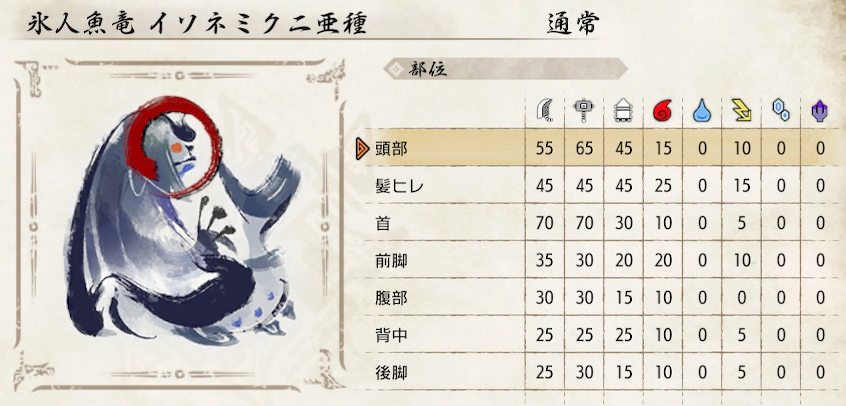 氷人魚竜 イソネミクニ亜種 通常
部位
頭部 55 65 45 15 0 10 0 0
髪ヒレ 45 45 45 25 0 15 0 0
首 70 70 30 10 0 5 0 0
前脚 35 30 20 20 0 10 0 0
腹部 30 30 15 10 0 0 0 0
背中 25 25 25 10 0 5 0 0
後脚 25 30 15 10 0 5 0 0